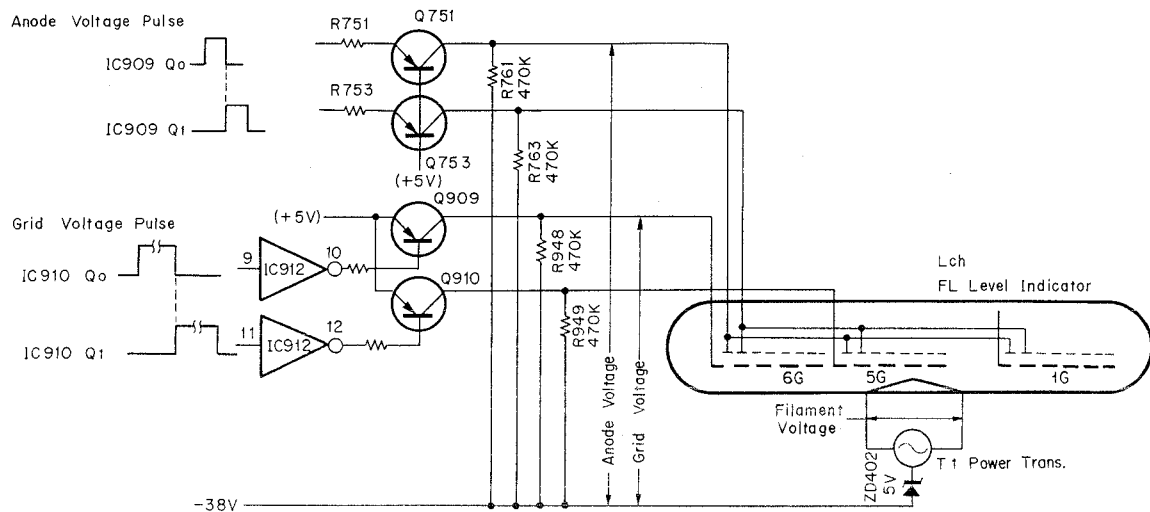 Anode Voltage Pulse
IC909 Qo
IC909 Q1
R751
Q751
R753
Q753
(+5V)
R761
470K
R763
470K
Grid Voltage Pulse
IC910 Qo
IC910 Q1
(+5V)
Q909
9
IC912
10
Q910
11
IC912
12
R948
470K
R949
470K
Anode Voltage
Grid Voltage
Lch
FL Level Indicator
6G
5G
1G
Filament
Voltage
T1 Power Trans.
ZD402
5V
-38V